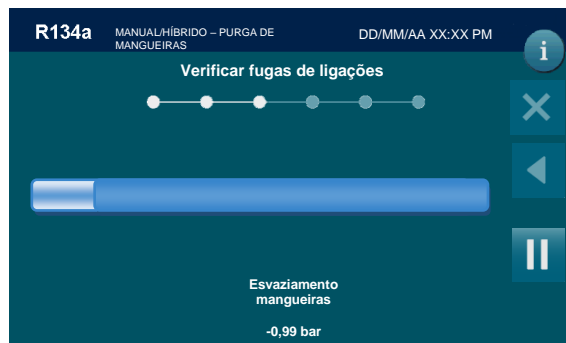 R134a
MANUAL/HÍBRIDO – PURGA DE
MANGUEIRAS
DD/MM/AA XX:XX PM
i
Verificar fugas de ligações
Esvaziamento
mangueiras
-0,99 bar